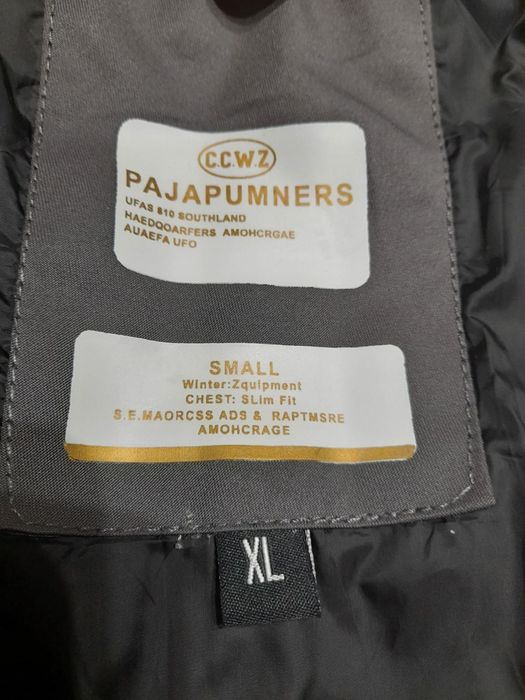 C.C.W.Z
PAJAPUMNERS
UFAS 810 SOUTHLAND
HAEDQOARFERS AMOHCRGAE
AUAEFA UFO
SMALL
Winter:Zquipment
CHEST: SLim Fit
S.E.MAORCSS ADS & RAPTMSRE
AMOHCRAGE
XL